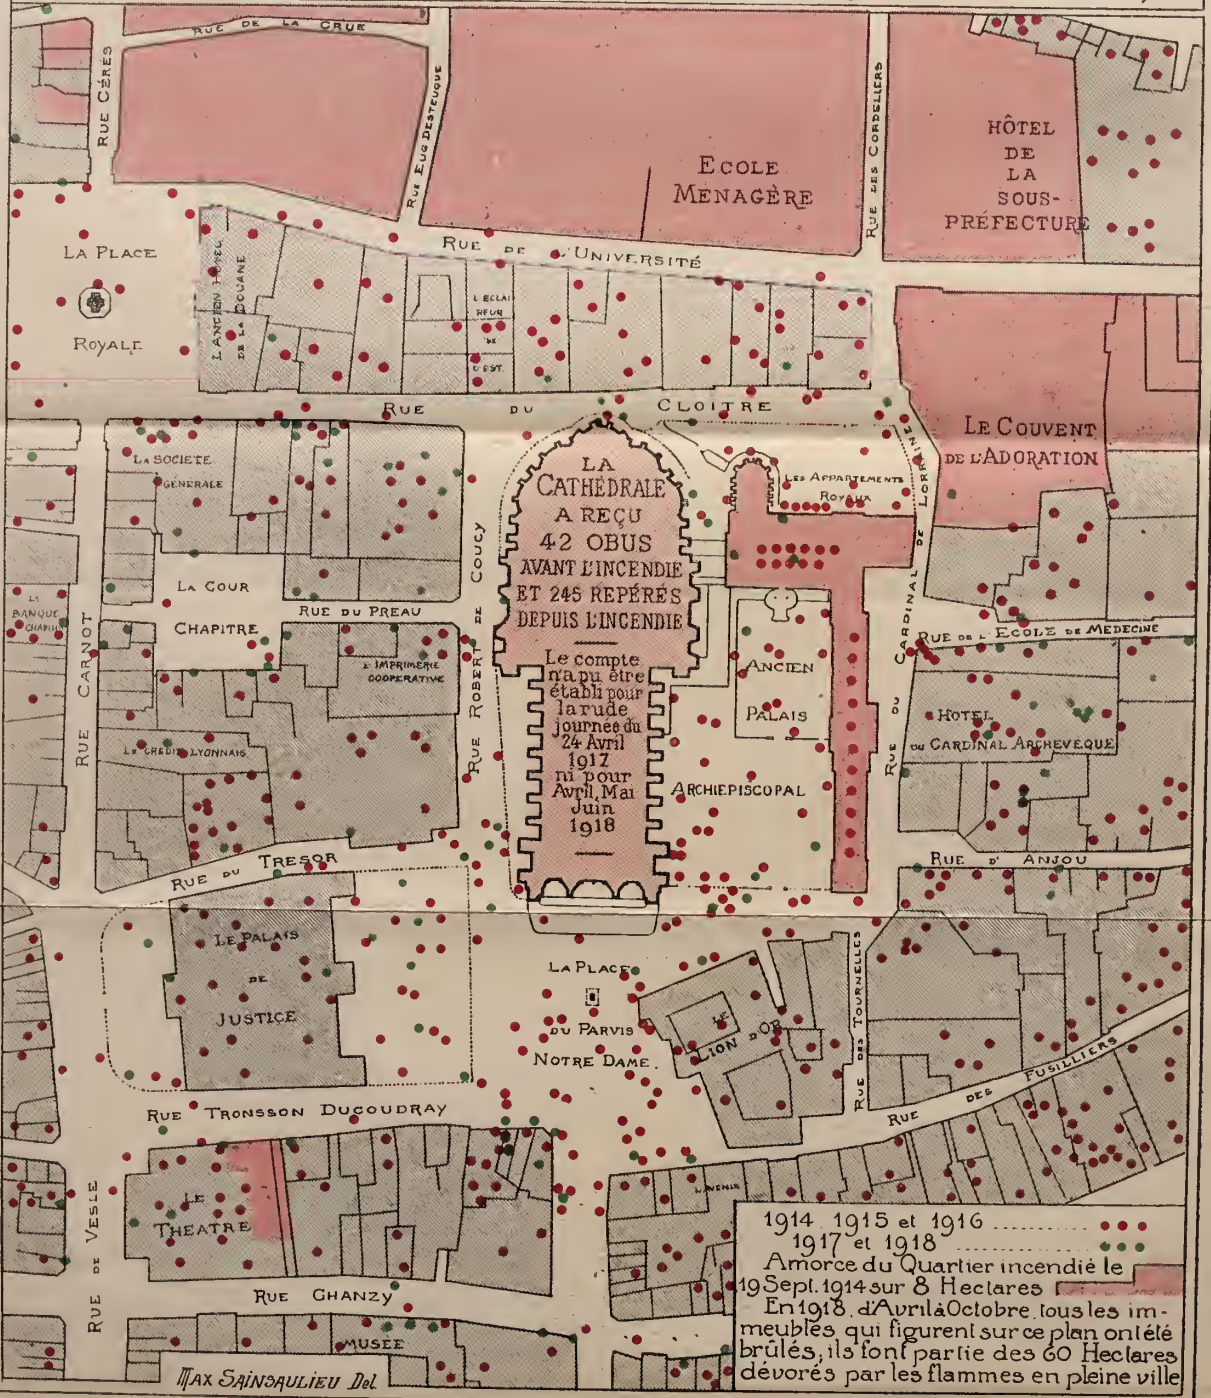 RUE DE LA CRUE
RUE CÉRÈS
RUE EUG DESTEUQUE
ECOLE
MENAGÈRE
RUE DES CORDELIERS
HÔTEL
DE
LA
SOUS-
PRÉFECTURE
LA PLACE
ROYALE
L'ANCIEN HÔTEL
DE LA DOUANE
RUE DE L'UNIVERSITÉ
L'ECLAI
REUR
DE
L'EST.
RUE DU CLOITRE
LE COUVENT
DE L'ADORATION
LA SOCIETE
GÉNERALE
LA
CATHÉDRALE
A REÇU
42 OBUS
AVANT L'INCENDIE
ET 245 REPÉRÉS
DEPUIS L'INCENDIE
Le compte
n'a pu être
établi pour
la rude
journée du
24 Avril
1917
ni pour
Avril, Mai
Juin
1918
LES APPARTEMENTS
ROYAUX
RUE DU CARDINAL DE LORRAINE
LA COUR
CHAPITRE
RUE DU PREAU
RUE ROBERT DE COUCY
LA
BANQUE
RUE CARNOT
L'IMPRIMERIE
COOPERATIVE
ANCIEN
PALAIS
ARCHIEPISCOPAL
RUE DE L'ECOLE DE MEDECINE
HOTEL
DU CARDINAL ARCHEVEQUE
LE CREDIT LYONNAIS
RUE DU TRESOR
RUE D'ANJOU
LE PALAIS
DE
JUSTICE
LA PLACE
DU PARVIS
NOTRE DAME.
LE
LION D'OR
RUE DES TOURNELLES
RUE DES FUSILLIERS
RUE TRONSSON DUCOUDRAY
RUE DE VESLE
LE
THEATRE
L'AVENIR
RUE CHANZY
MUSÉE
MAX SAINSAULIEU Del
1914, 1915 et 1916 ............
1917 et 1918 ................
Amorce du Quartier incendié le
19 Sept. 1914 sur 8 Hectares
En 1918, d'Avril à Octobre, tous les im-
meubles qui figurent sur ce plan ont été
brûlés; ils font partie des 60 Hectares
dévorés par les flammes en pleine ville